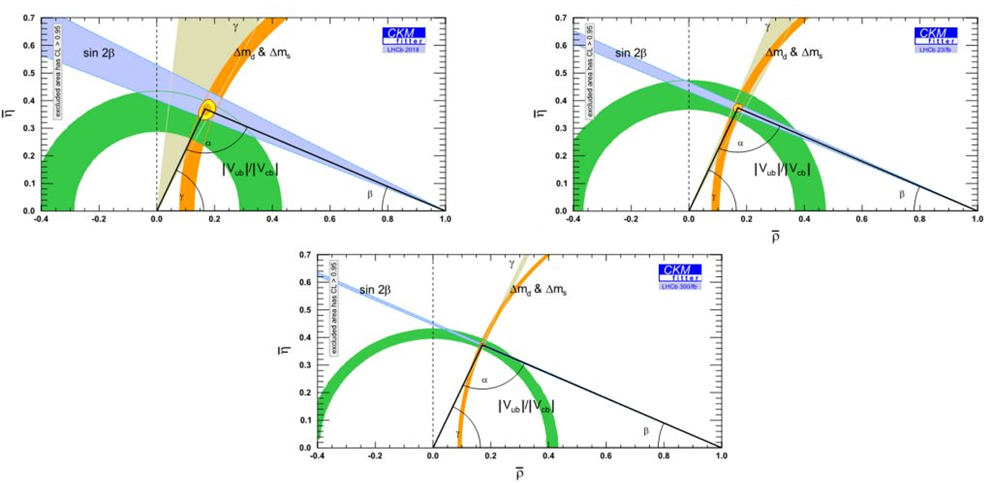 0.7
0.6
0.5
0.4
0.3
0.2
0.1
0.0
η
excluded area has CL > 0.95
sin 2β
γ
Δm_d & Δm_s
CKM
fitter
LHCb 2018
α
|V_ub|/|V_cb|
γ
β
-0.4 -0.2 0.0 0.2 0.4 0.6 0.8 1.0
0.7
0.6
0.5
0.4
0.3
0.2
0.1
0.0
η
excluded area has CL > 0.95
sin 2β
γ
Δm_d & Δm_s
CKM
fitter
LHCb 23/fb
α
|V_ub|/|V_cb|
γ
β
-0.4 -0.2 0.0 0.2 0.4 0.6 0.8 1.0
ρ
0.7
0.6
0.5
0.4
0.3
0.2
0.1
0.0
η
excluded area has CL > 0.95
sin 2β
γ
Δm_d & Δm_s
CKM
fitter
LHCb 300/fb
α
|V_ub|/|V_cb|
γ
β
-0.4 -0.2 0.0 0.2 0.4 0.6 0.8 1.0
ρ